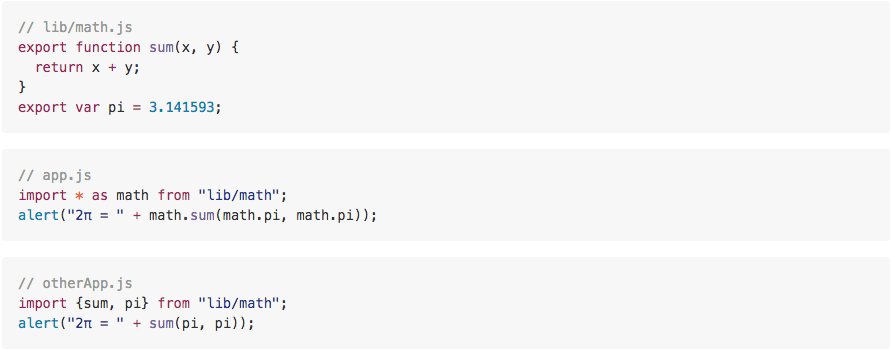 // lib/math.js
export function sum(x, y) {
  return x + y;
}
export var pi = 3.141593;
// app.js
import * as math from "lib/math";
alert("2π = " + math.sum(math.pi, math.pi));
// otherApp.js
import {sum, pi} from "lib/math";
alert("2π = " + sum(pi, pi));